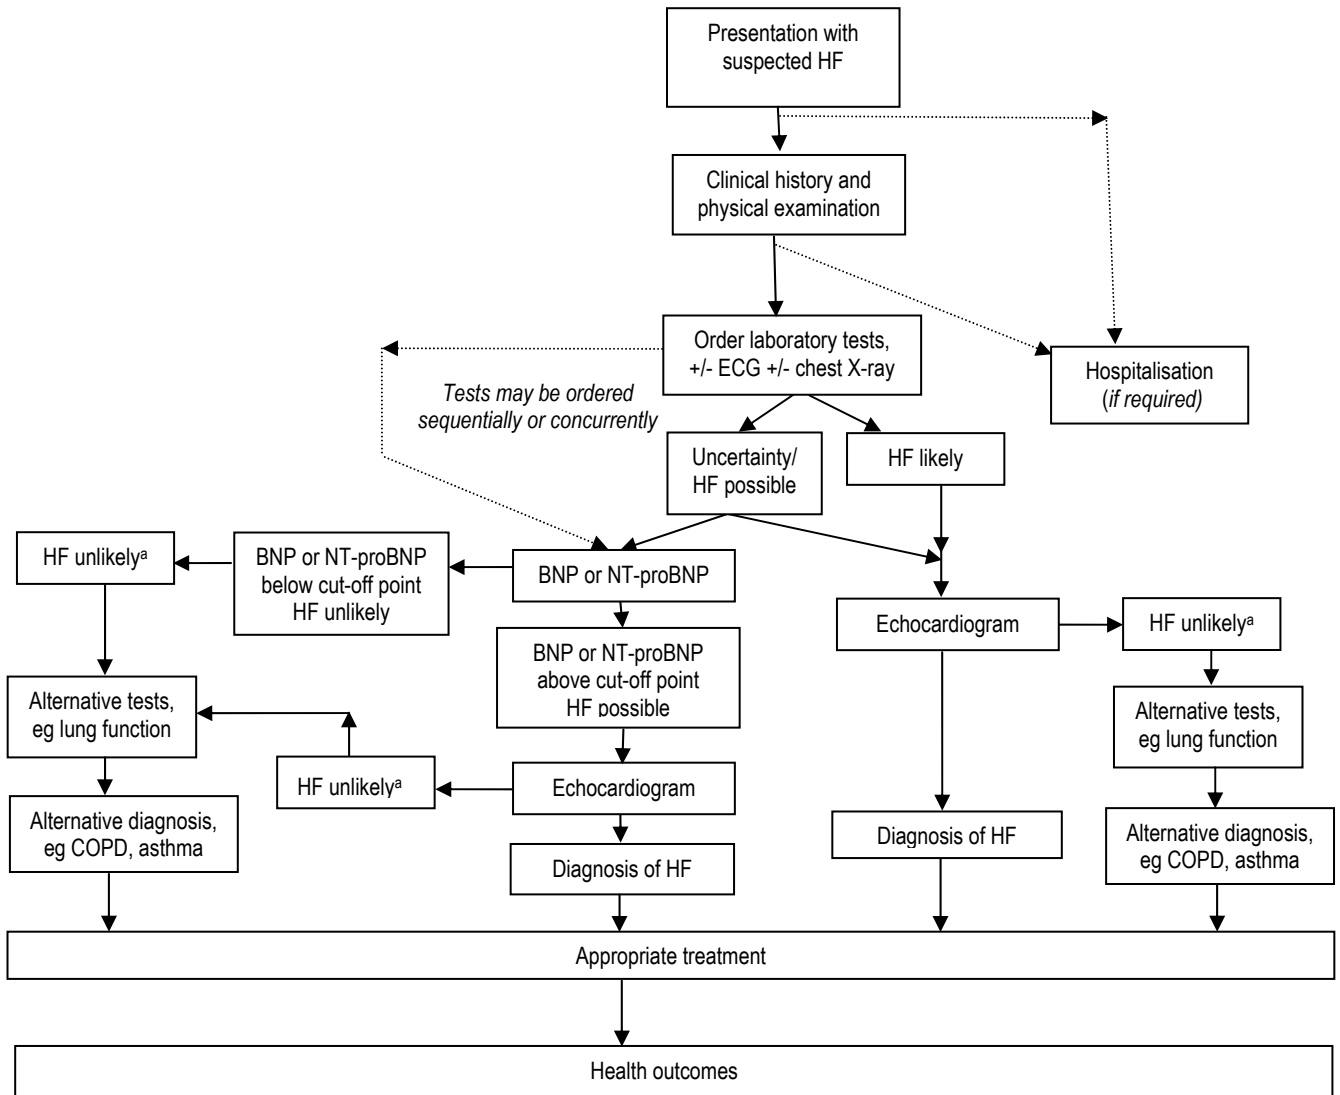 Presentation with
suspected HF
Clinical history and
physical examination
Order laboratory tests,
+/- ECG +/- chest X-ray
Hospitalisation
(if required)
Tests may be ordered
sequentially or concurrently
Uncertainty/
HF possible
HF likely
HF unlikelyᵃ
BNP or NT-proBNP
below cut-off point
HF unlikely
BNP or NT-proBNP
Echocardiogram
HF unlikelyᵃ
BNP or NT-proBNP
above cut-off point
HF possible
Alternative tests,
eg lung function
Alternative tests,
eg lung function
HF unlikelyᵃ
Echocardiogram
Alternative diagnosis,
eg COPD, asthma
Diagnosis of HF
Diagnosis of HF
Alternative diagnosis,
eg COPD, asthma
Appropriate treatment
Health outcomes